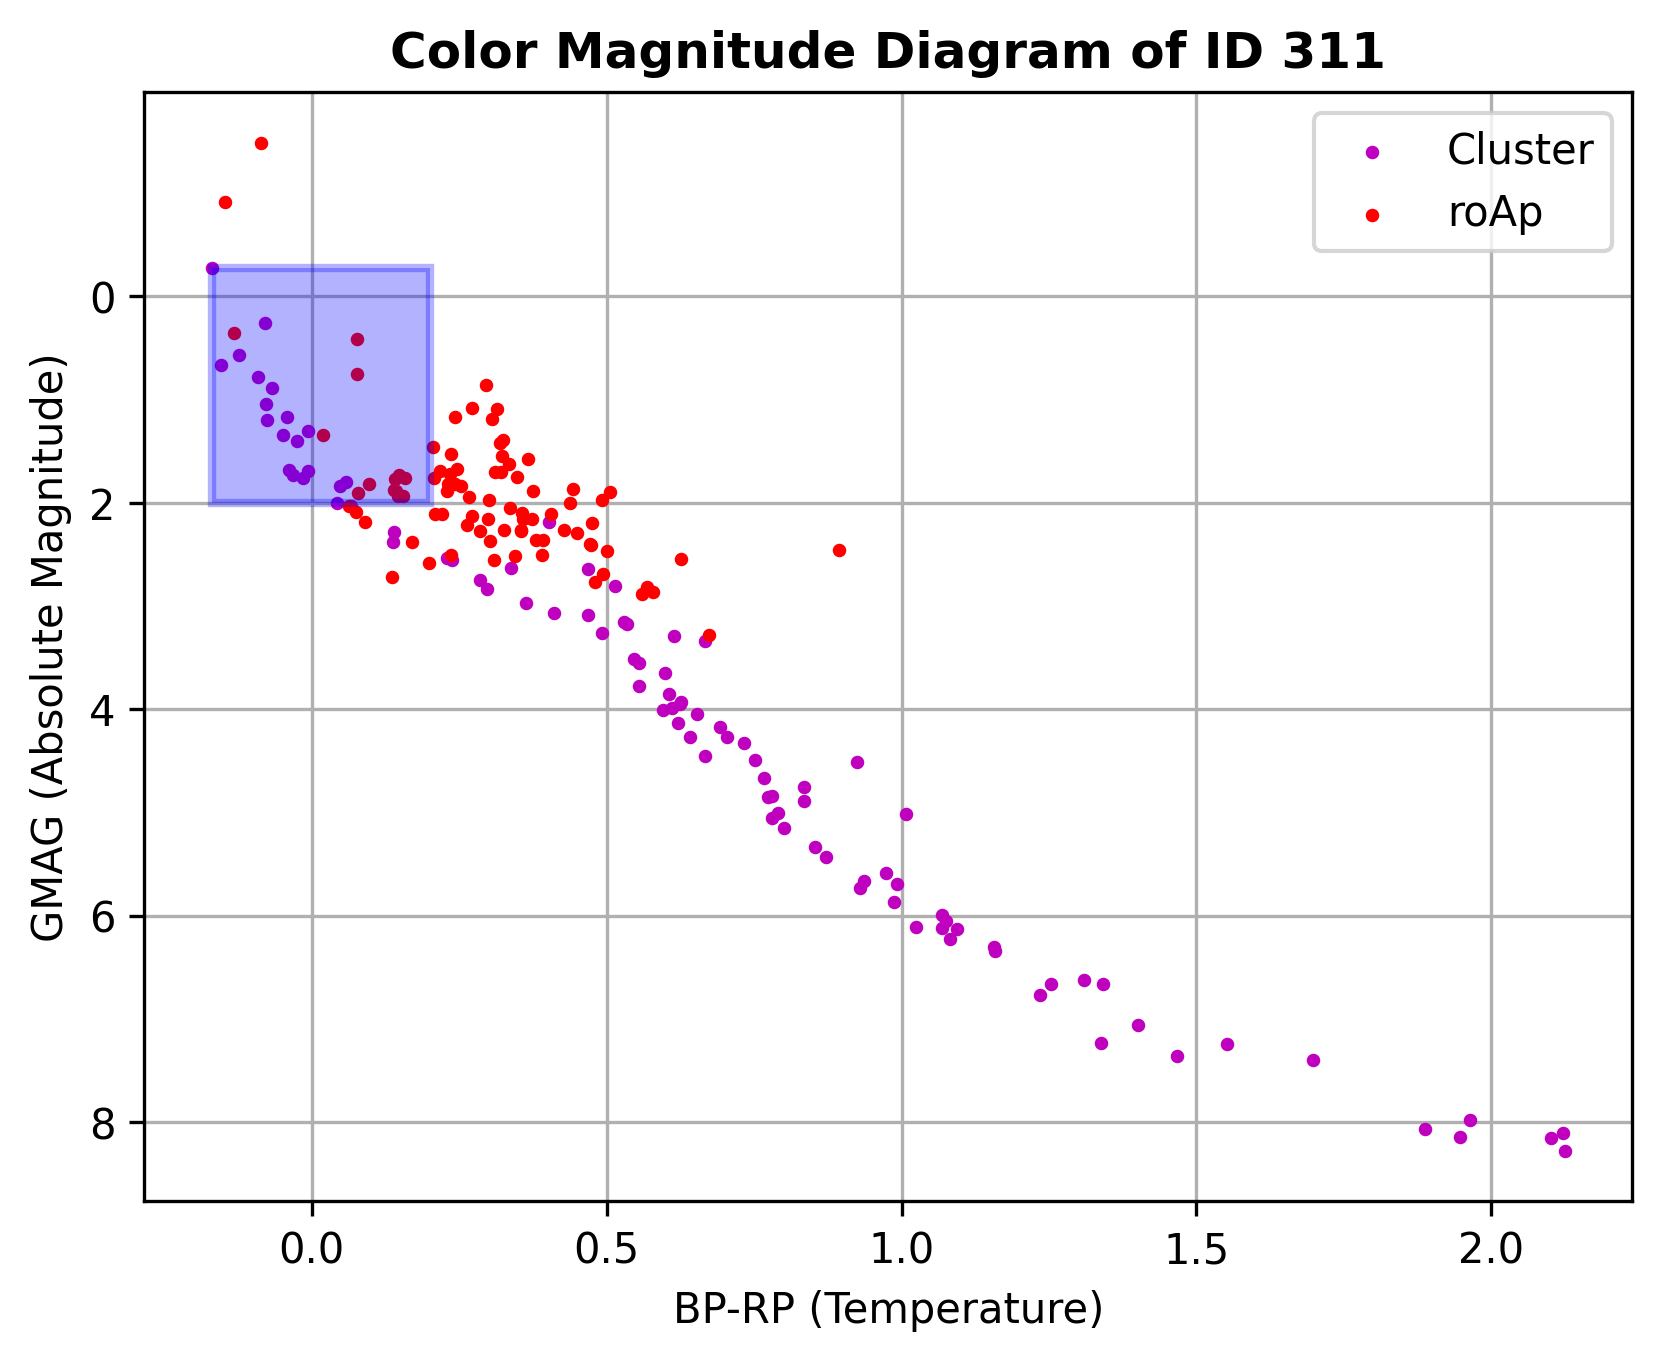 Color Magnitude Diagram of ID 311
Cluster
roAp
GMAG (Absolute Magnitude)
0
2
4
6
8
0.0 0.5 1.0 1.5 2.0
BP-RP (Temperature)